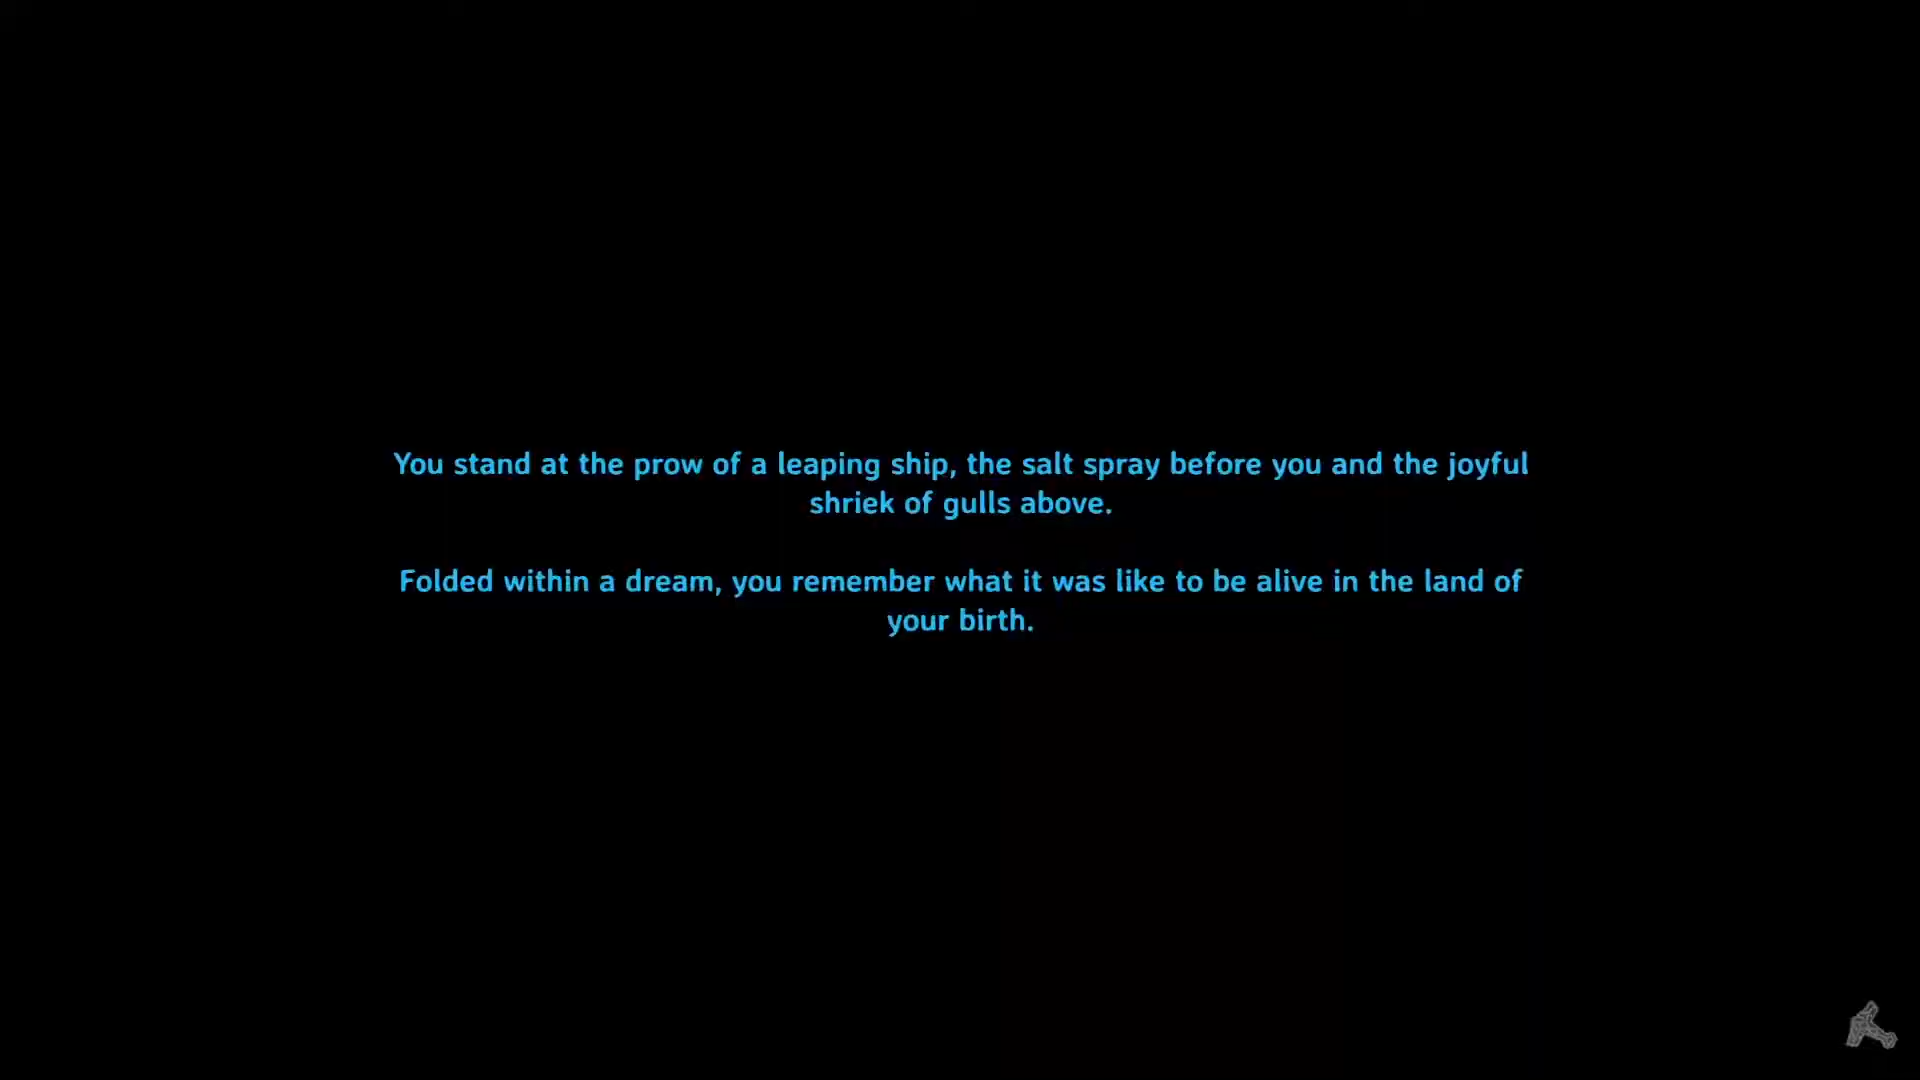 You stand at the prow of a leaping ship, the salt spray before you and the joyful
shriek of gulls above.
Folded within a dream, you remember what it was like to be alive in the land of
your birth.